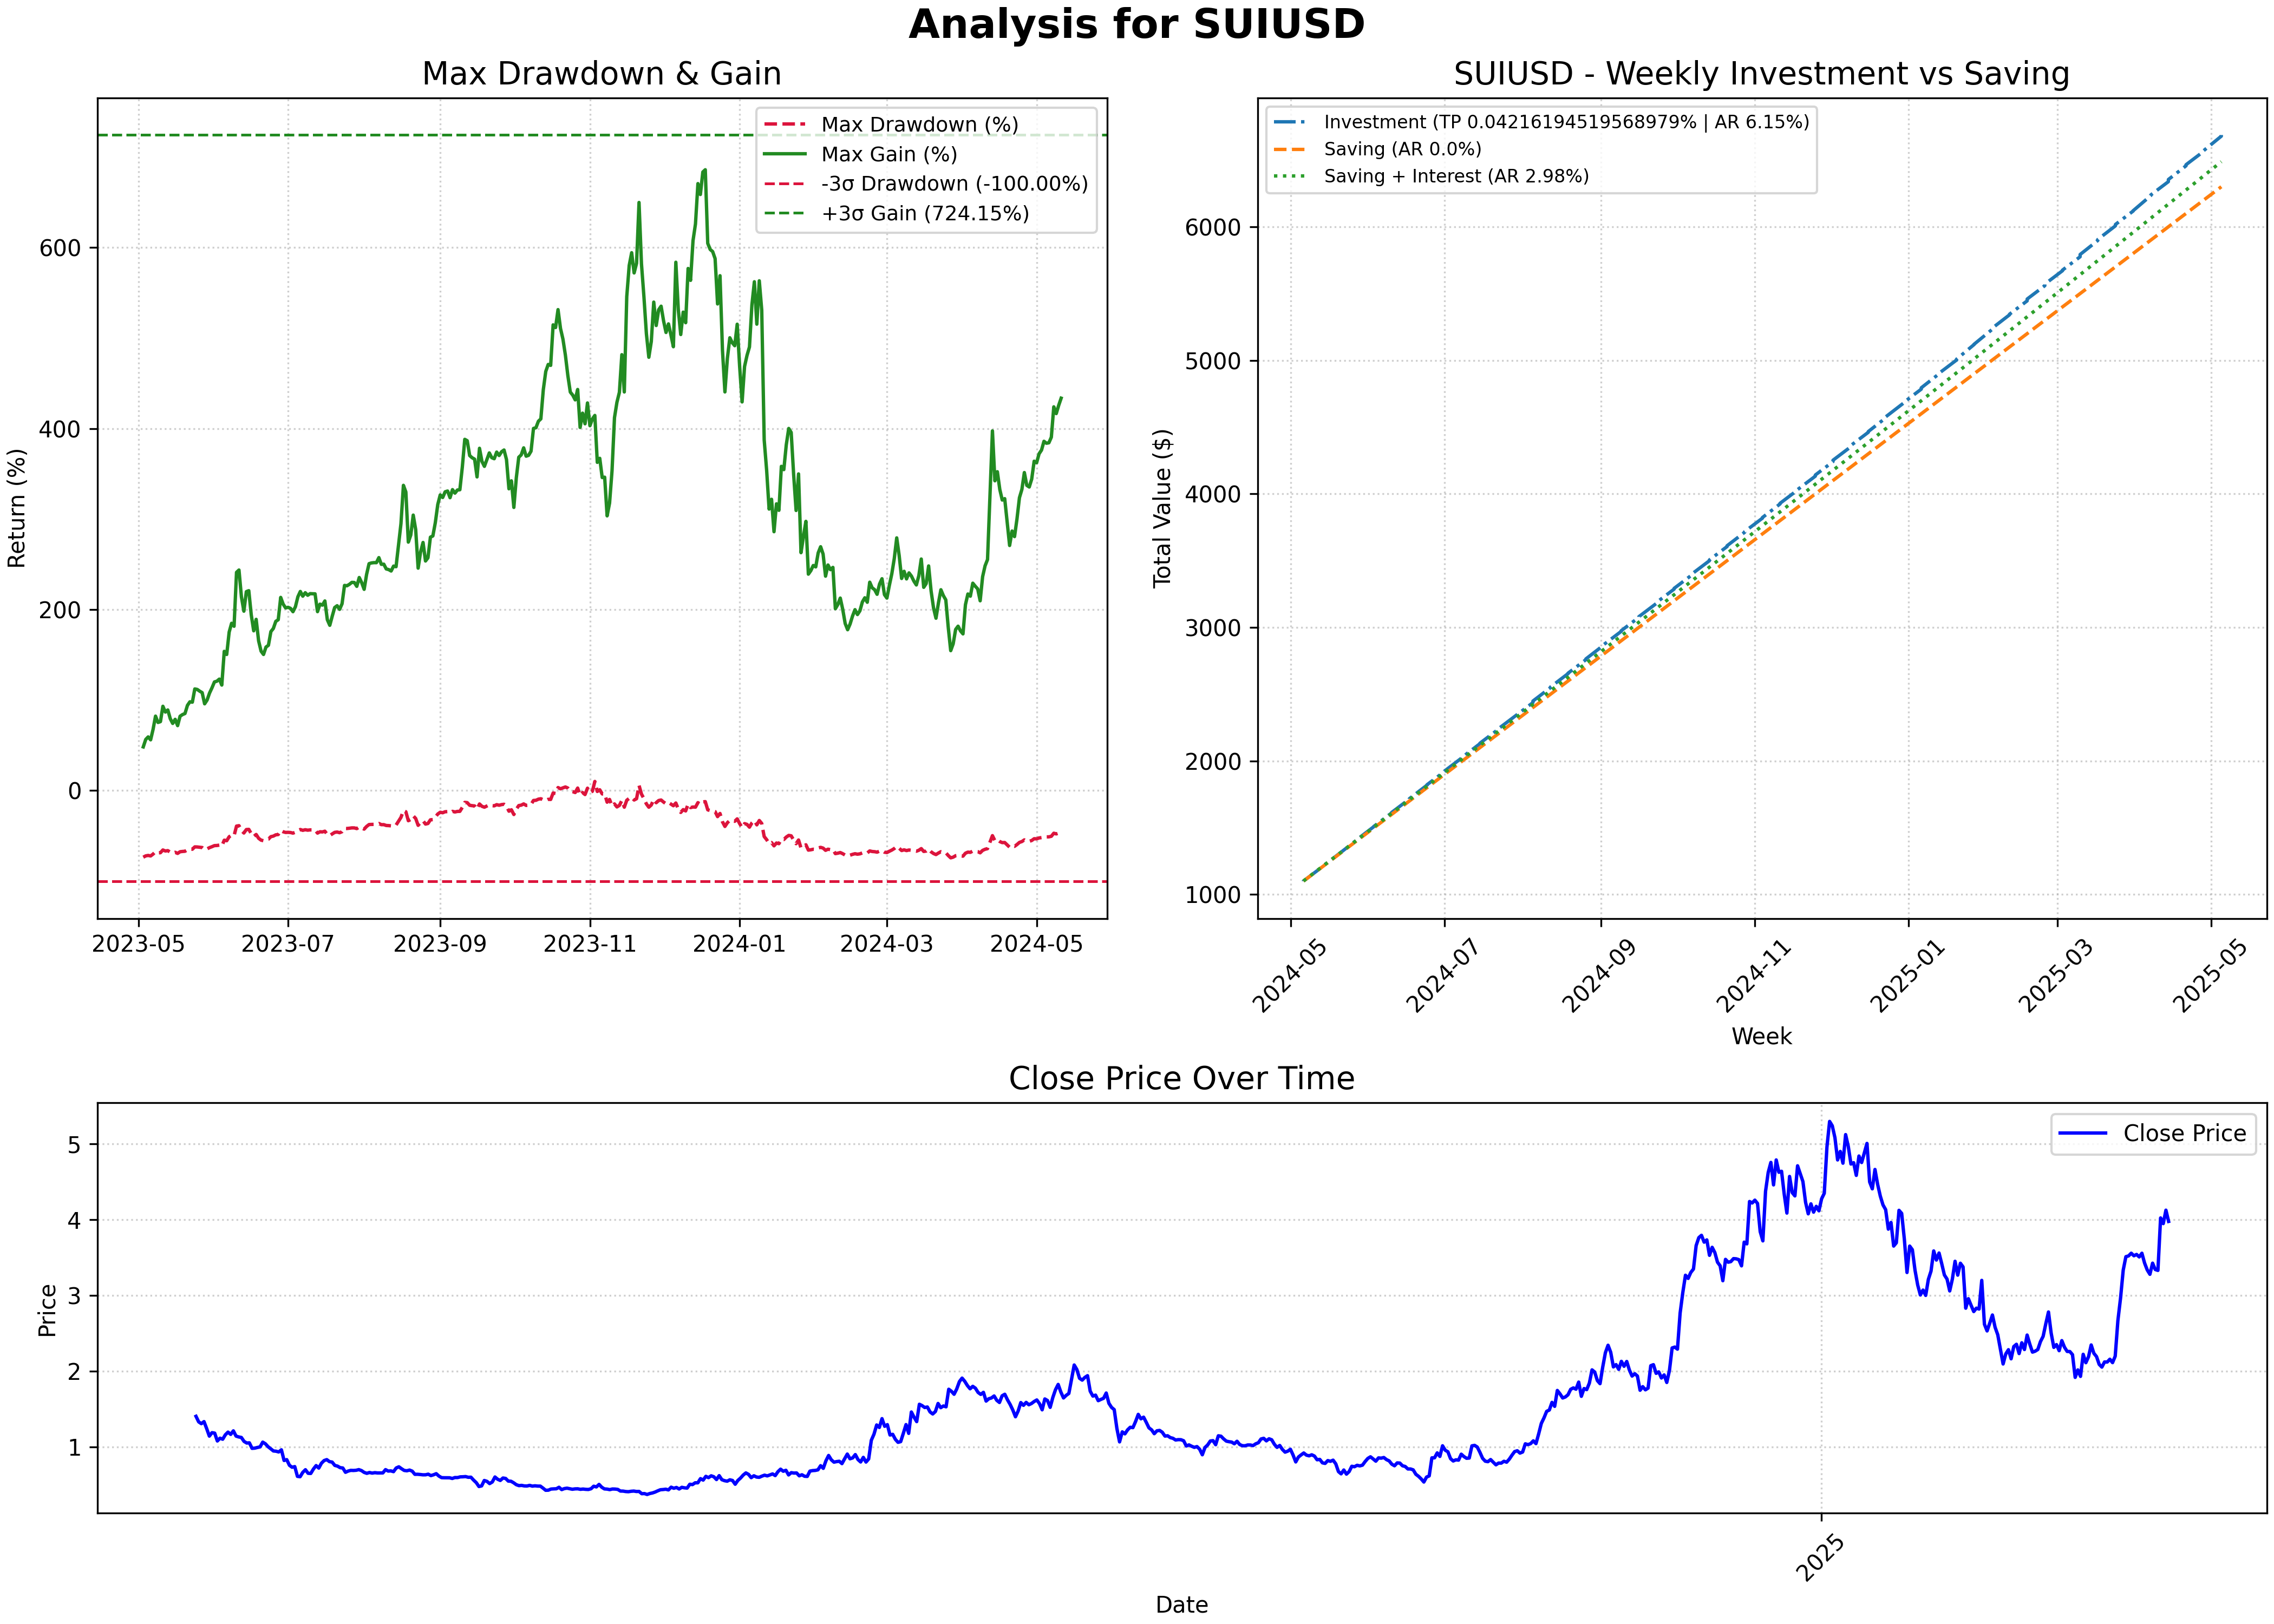 Analysis for SUIUSD
Max Drawdown & Gain
Return (%)
600
400
200
0
2023-05 2023-07 2023-09 2023-11 2024-01 2024-03 2024-05
Max Drawdown (%)
Max Gain (%)
-3σ Drawdown (-100.00%)
+3σ Gain (724.15%)
SUIUSD - Weekly Investment vs Saving
Total Value ($)
6000
5000
4000
3000
2000
1000
Investment (TP 0.04216194519568979% | AR 6.15%)
Saving (AR 0.0%)
Saving + Interest (AR 2.98%)
2024-05 2024-07 2024-09 2024-11 2025-01 2025-03 2025-05
Week
Close Price Over Time
Price
5
4
3
2
1
Close Price
2025
Date